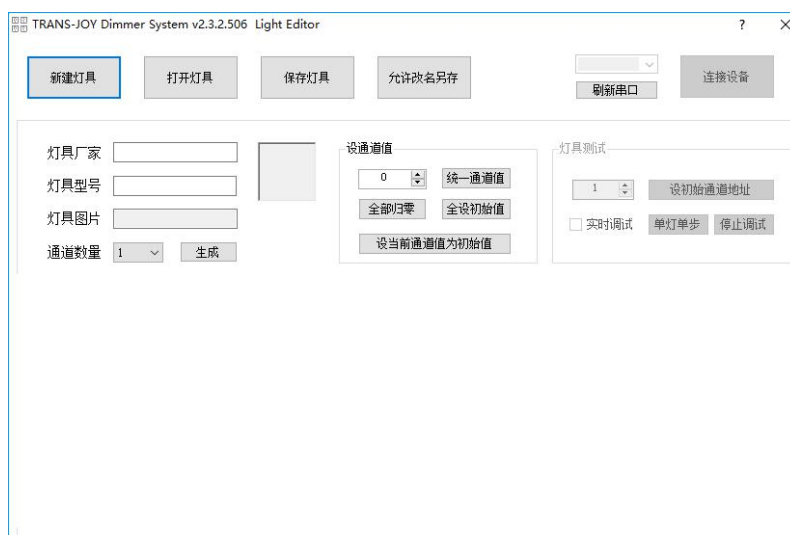 TRANS-JOY Dimmer System v2.3.2.506 Light Editor
新建灯具 打开灯具 保存灯具 允许改名另存 刷新串口 连接设备
灯具厂家
灯具型号
灯具图片
通道数量 1 生成
设通道值
0 统一通道值
全部归零 全设初始值
设当前通道值为初始值
灯具测试
1 设初始通道地址
实时调试 单灯单步 停止调试